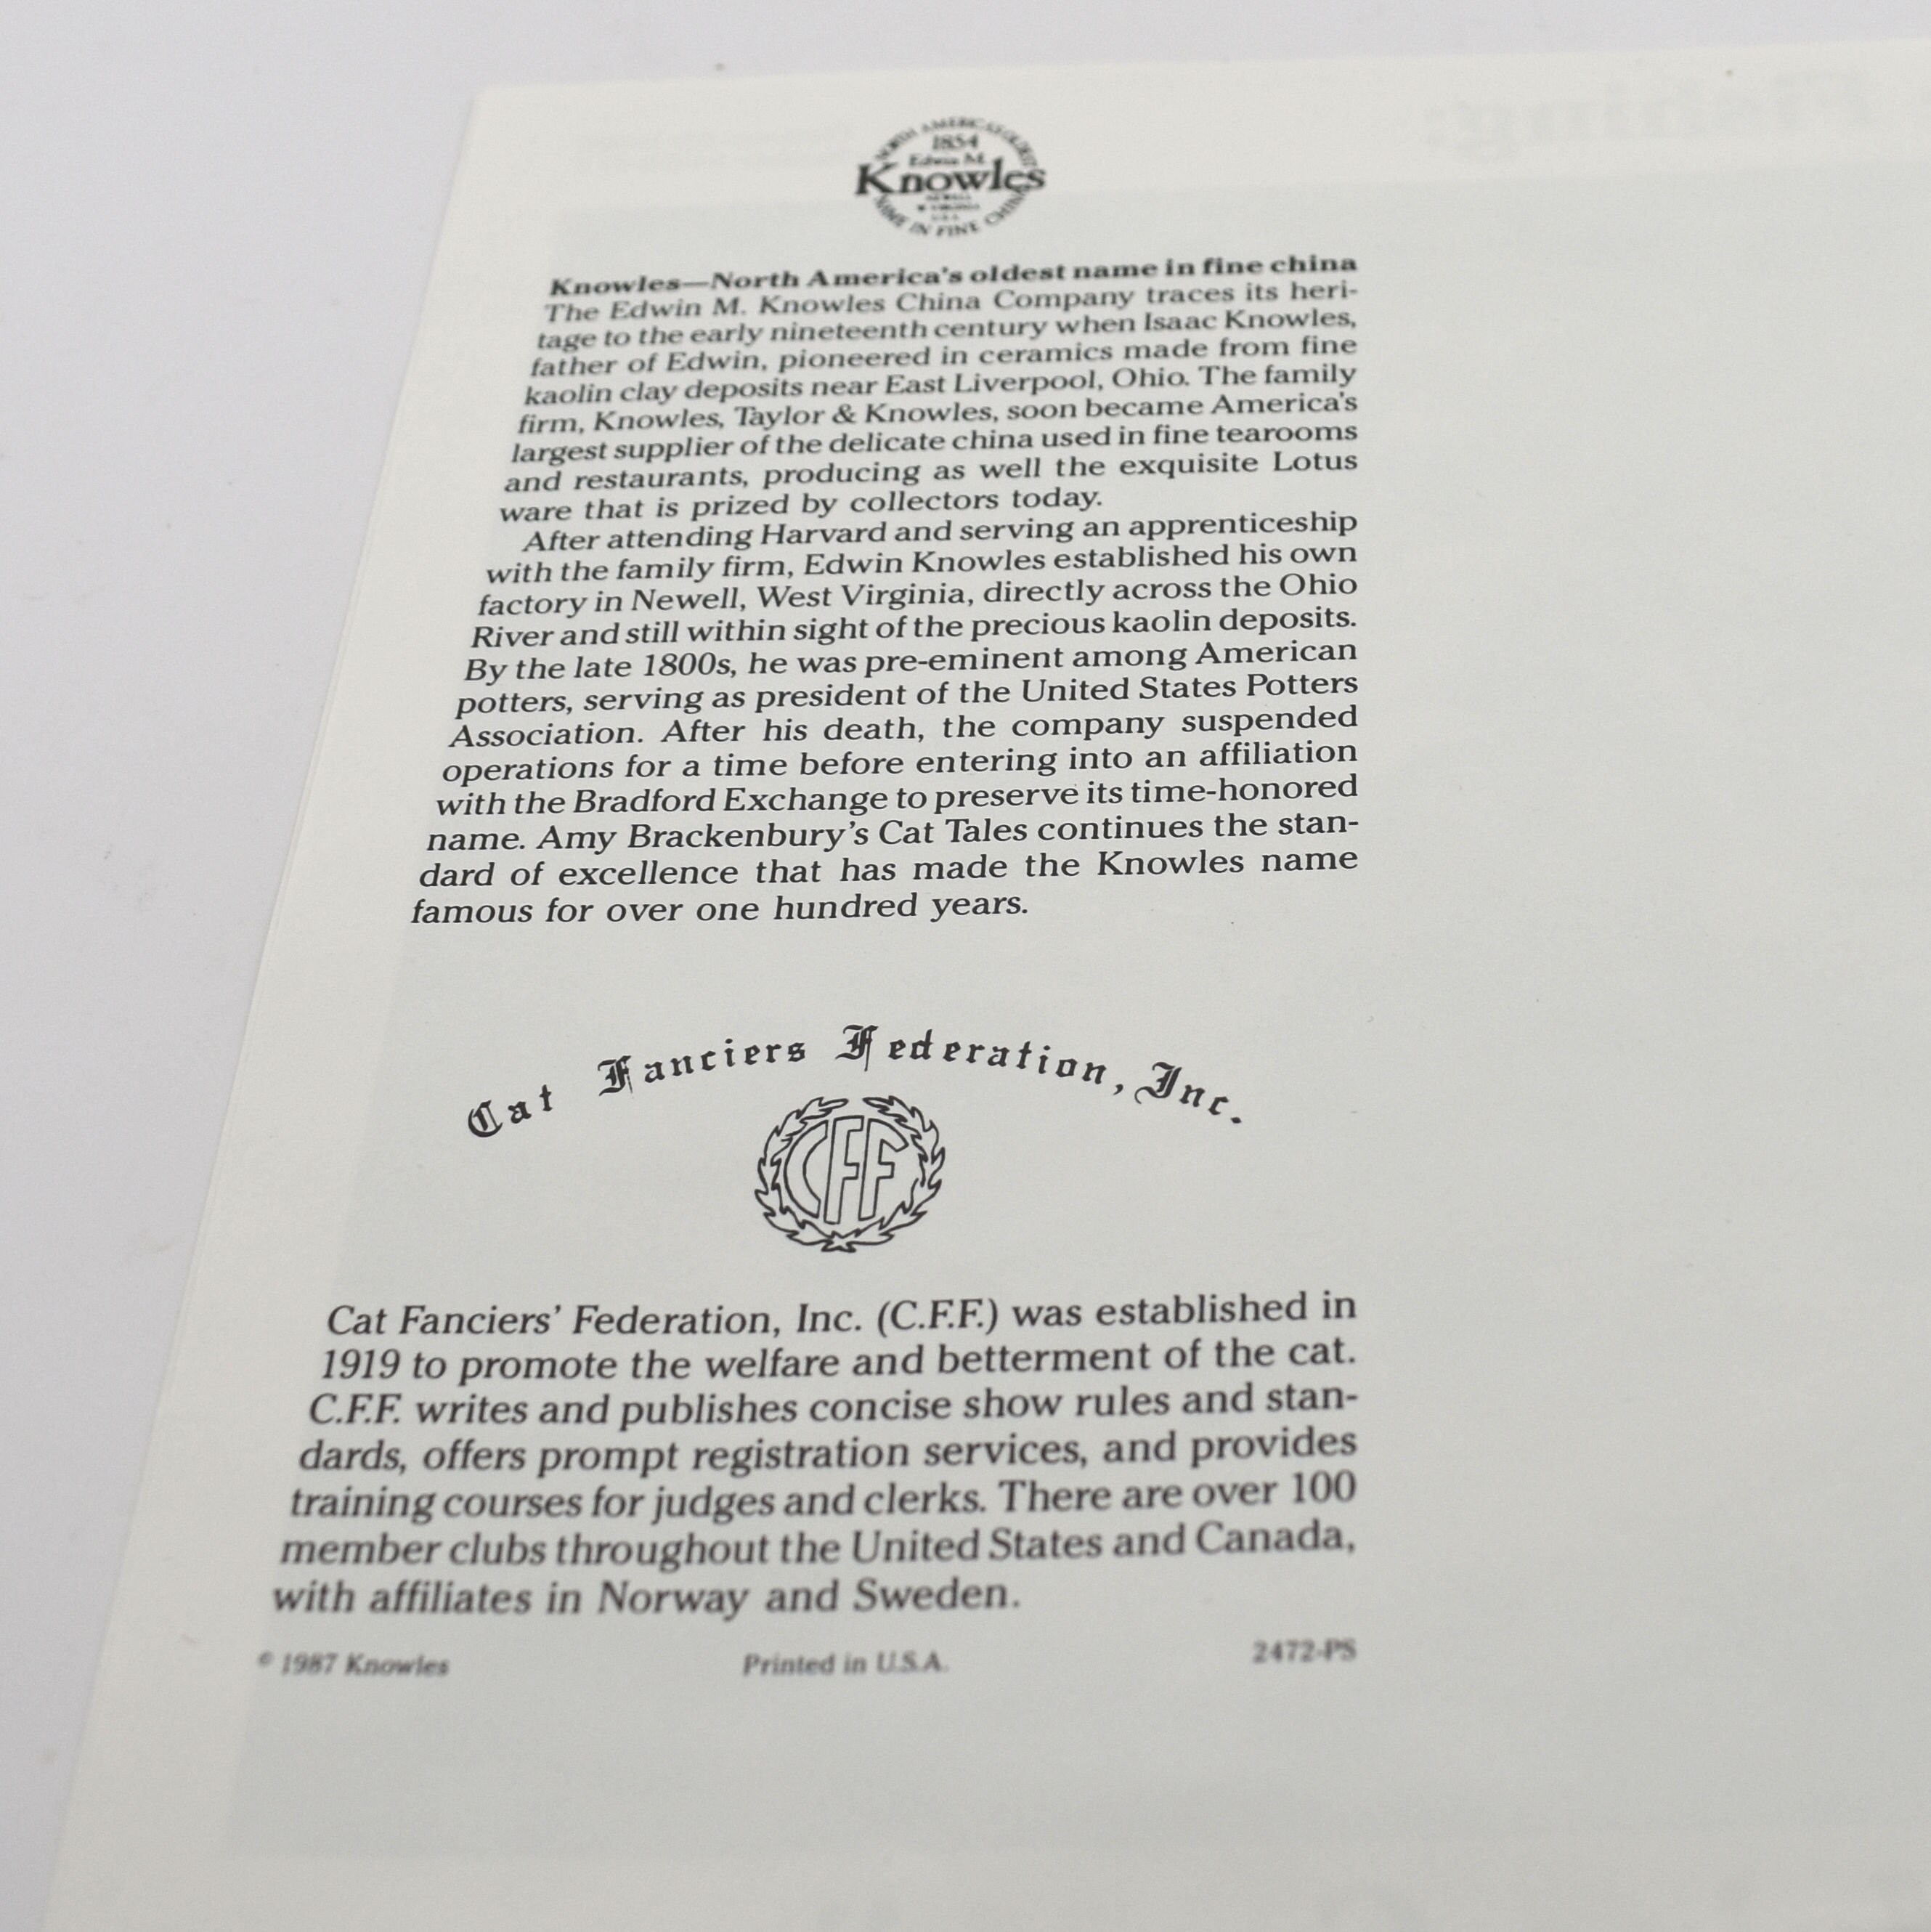 NORTH AMERICA'S OLDEST
1854
Edwin M.
Knowles
NAME IN FINE CHINA
Knowles—North America's oldest name in fine china
The Edwin M. Knowles China Company traces its heri-
tage to the early nineteenth century when Isaac Knowles,
father of Edwin, pioneered in ceramics made from fine
kaolin clay deposits near East Liverpool, Ohio. The family
firm, Knowles, Taylor & Knowles, soon became America's
largest supplier of the delicate china used in fine tearooms
and restaurants, producing as well the exquisite Lotus
ware that is prized by collectors today.
After attending Harvard and serving an apprenticeship
with the family firm, Edwin Knowles established his own
factory in Newell, West Virginia, directly across the Ohio
River and still within sight of the precious kaolin deposits.
By the late 1800s, he was pre-eminent among American
potters, serving as president of the United States Potters
Association. After his death, the company suspended
operations for a time before entering into an affiliation
with the Bradford Exchange to preserve its time-honored
name. Amy Brackenbury's Cat Tales continues the stan-
dard of excellence that has made the Knowles name
famous for over one hundred years.
Cat Fanciers Federation, Inc.
CFF
Cat Fanciers' Federation, Inc. (C.F.F.) was established in
1919 to promote the welfare and betterment of the cat.
C.F.F. writes and publishes concise show rules and stan-
dards, offers prompt registration services, and provides
training courses for judges and clerks. There are over 100
member clubs throughout the United States and Canada,
with affiliates in Norway and Sweden.
© 1987 Knowles Printed in U.S.A. 2472-PS